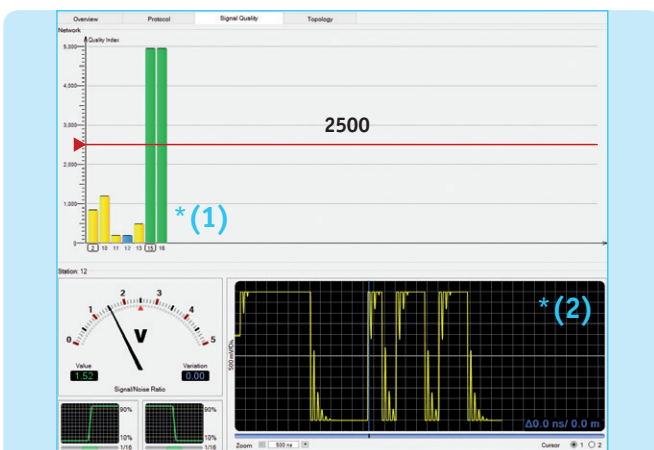 Overview Protocol Signal Quality Topology
Network
Quality Index
5,000
4,000
3,000
2500
2,000
1,000
*(1)
0
2 10 11 12 13 15 16
Station: 12
0 1 2 3 4 5
V
Value Variation
1.52 0.00
Signal/Noise Ratio
500 mV/Div
*(2)
Δ0.0 ns/ 0.0 m
90% 90%
10% 10%
1/16 1/16
Zoom 500 ns Cursor 1 2